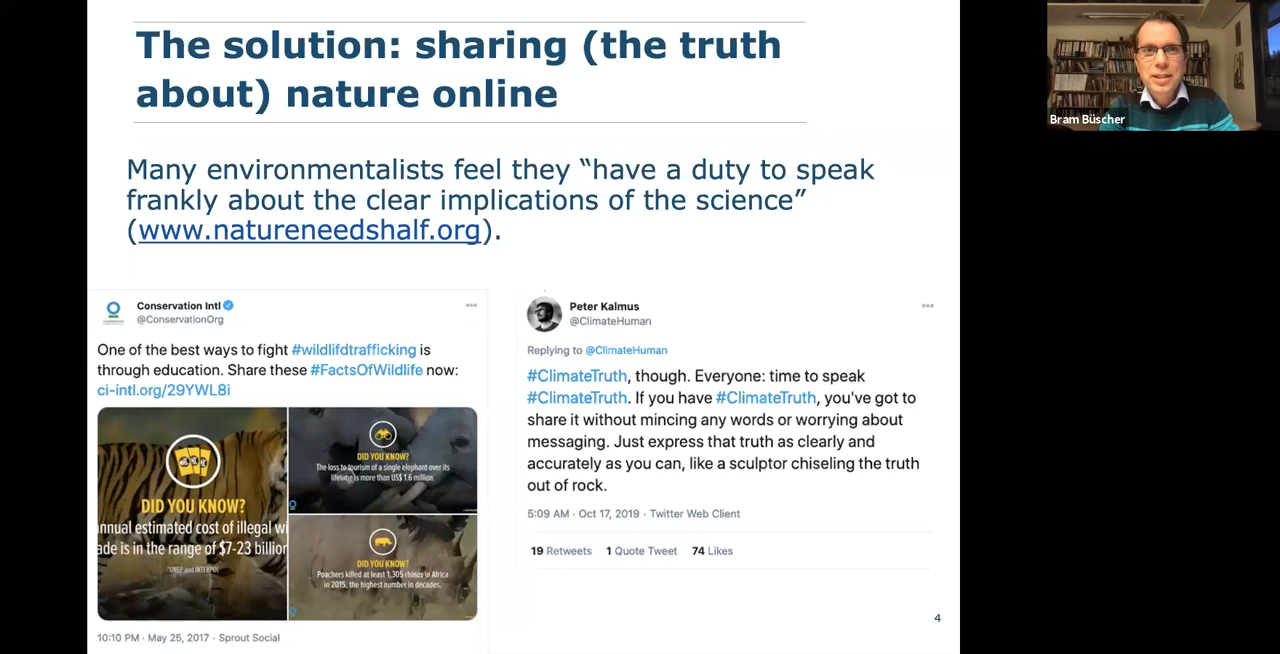 The solution: sharing (the truth
about) nature online
Many environmentalists feel they “have a duty to speak
frankly about the clear implications of the science”
(www.natureneedshalf.org).
Conservation Intl
@ConservationOrg
One of the best ways to fight #wildlifdtrafficking is
through education. Share these #FactsOfWildlife now:
ci-intl.org/29YWL8i
DID YOU KNOW?
nnual estimated cost of illegal wi
ade is in the range of $7-23 billion
*UNEP and INTERPOL
DID YOU KNOW?
The loss to tourism of a single elephant over its
lifetime is more than US$ 1.6 million.
DID YOU KNOW?
Poachers killed at least 1,305 rhinos in Africa
in 2015, the highest number in decades.
10:10 PM · May 25, 2017 · Sprout Social
Peter Kalmus
@ClimateHuman
Replying to @ClimateHuman
#ClimateTruth, though. Everyone: time to speak
#ClimateTruth. If you have #ClimateTruth, you've got to
share it without mincing any words or worrying about
messaging. Just express that truth as clearly and
accurately as you can, like a sculptor chiseling the truth
out of rock.
5:09 AM · Oct 17, 2019 · Twitter Web Client
19 Retweets 1 Quote Tweet 74 Likes
4
Bram Büscher